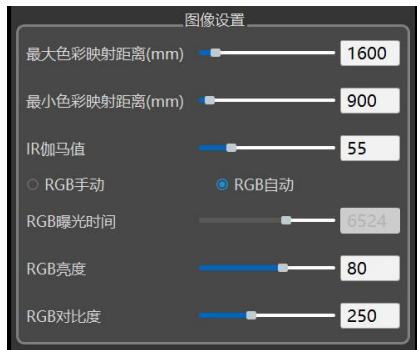 图像设置
最大色彩映射距离(mm) 1600
最小色彩映射距离(mm) 900
IR伽马值 55
RGB手动 RGB自动
RGB曝光时间 6524
RGB亮度 80
RGB对比度 250